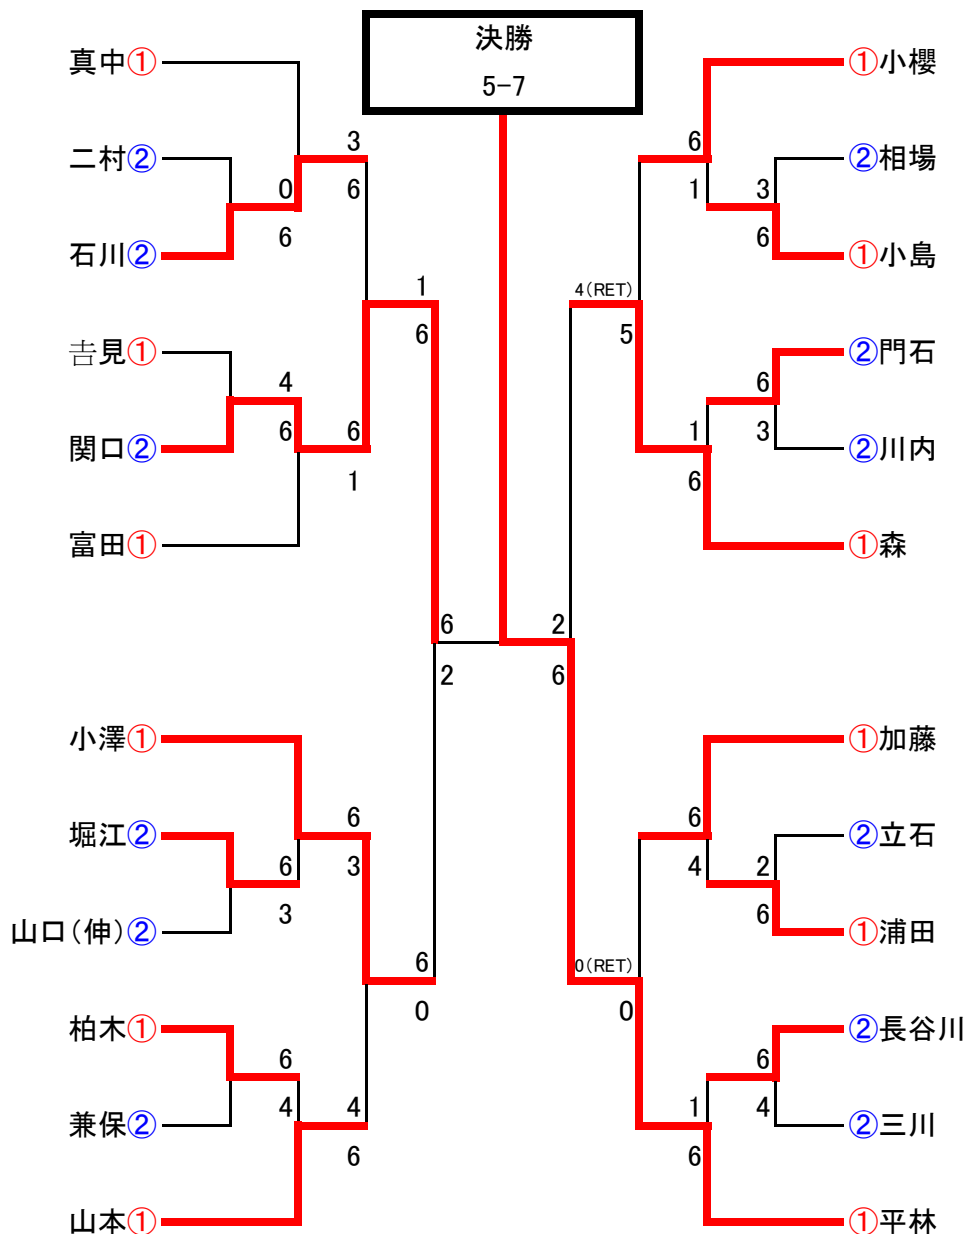 決勝
5-7
真中①
3
6
二村②
0
6
石川②
1
6
𠮷見①
4
6
関口②
6
1
富田①
6
2
小澤①
6
3
堀江②
6
3
山口(伸)②
6
0
柏木①
6
4
兼保②
4
6
山本①
①小櫻
6
1
②相場
3
6
①小島
4(RET)
5
②門石
6
3
②川内
1
6
①森
2
6
①加藤
6
4
②立石
2
6
①浦田
0(RET)
0
②長谷川
6
4
②三川
1
6
①平林